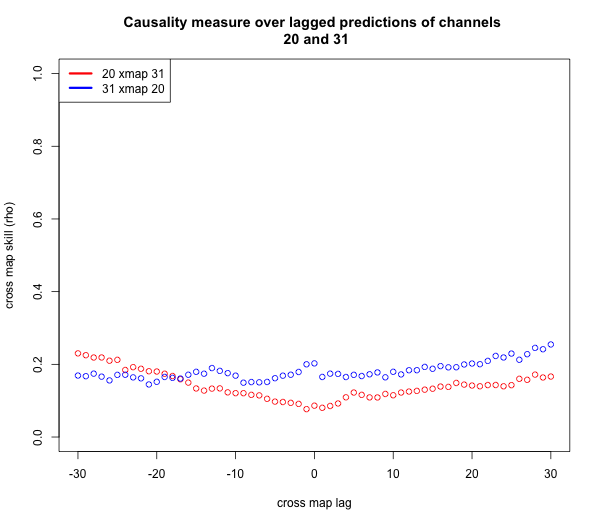 Causality measure over lagged predictions of channels
20 and 31
20 xmap 31
31 xmap 20
cross map skill (rho)
1.0
0.8
0.6
0.4
0.2
0.0
-30 -20 -10 0 10 20 30
cross map lag